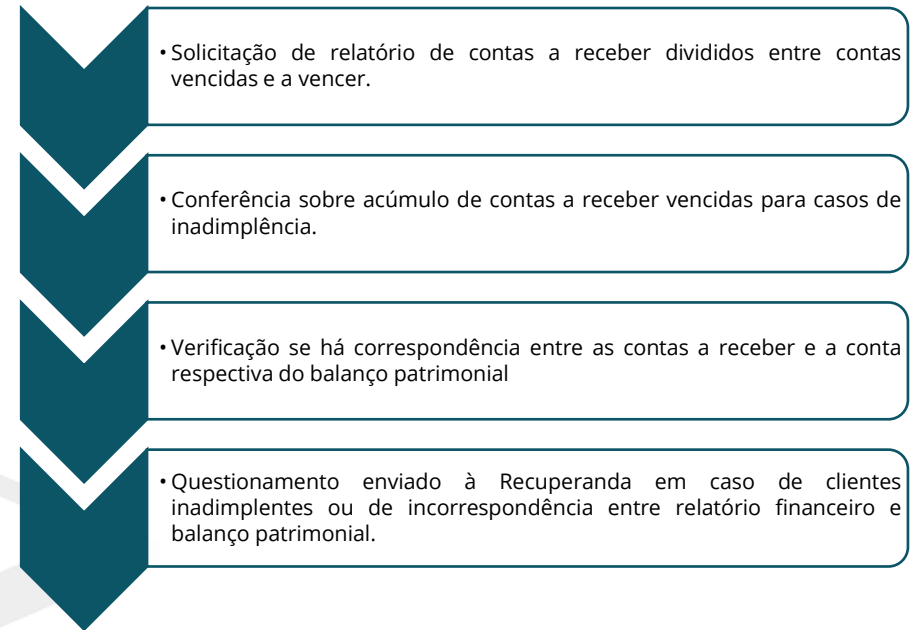 • Solicitação de relatório de contas a receber divididos entre contas
vencidas e a vencer.
• Conferência sobre acúmulo de contas a receber vencidas para casos de
inadimplência.
• Verificação se há correspondência entre as contas a receber e a conta
respectiva do balanço patrimonial
• Questionamento enviado à Recuperanda em caso de clientes
inadimplentes ou de incorrespondência entre relatório financeiro e
balanço patrimonial.